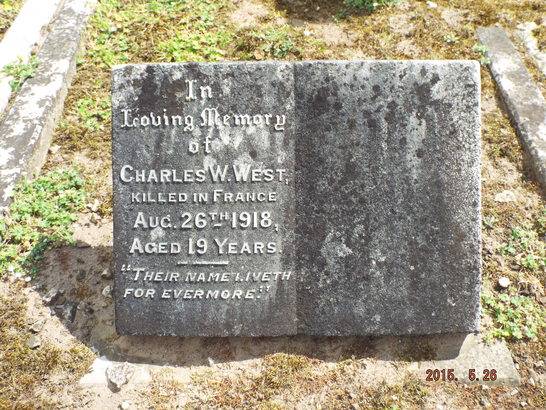 In
Loving Memory
of
CHARLES W. WEST,
KILLED IN FRANCE
AUG. 26TH 1918,
AGED 19 YEARS.
"THEIR NAME LIVETH
FOR EVERMORE."
2015. 5.26